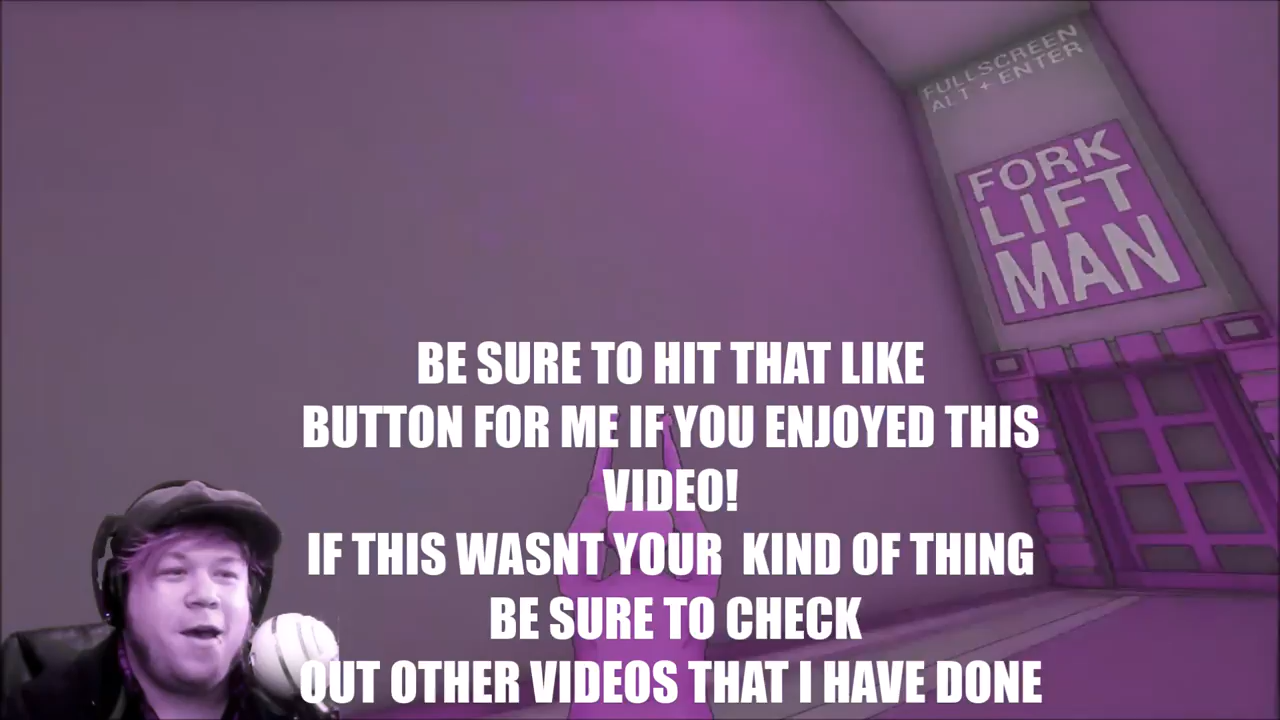 FULLSCREEN
ALT + ENTER
FORK
LIFT
MAN
BE SURE TO HIT THAT LIKE
BUTTON FOR ME IF YOU ENJOYED THIS
VIDEO!
IF THIS WASNT YOUR  KIND OF THING
BE SURE TO CHECK
OUT OTHER VIDEOS THAT I HAVE DONE